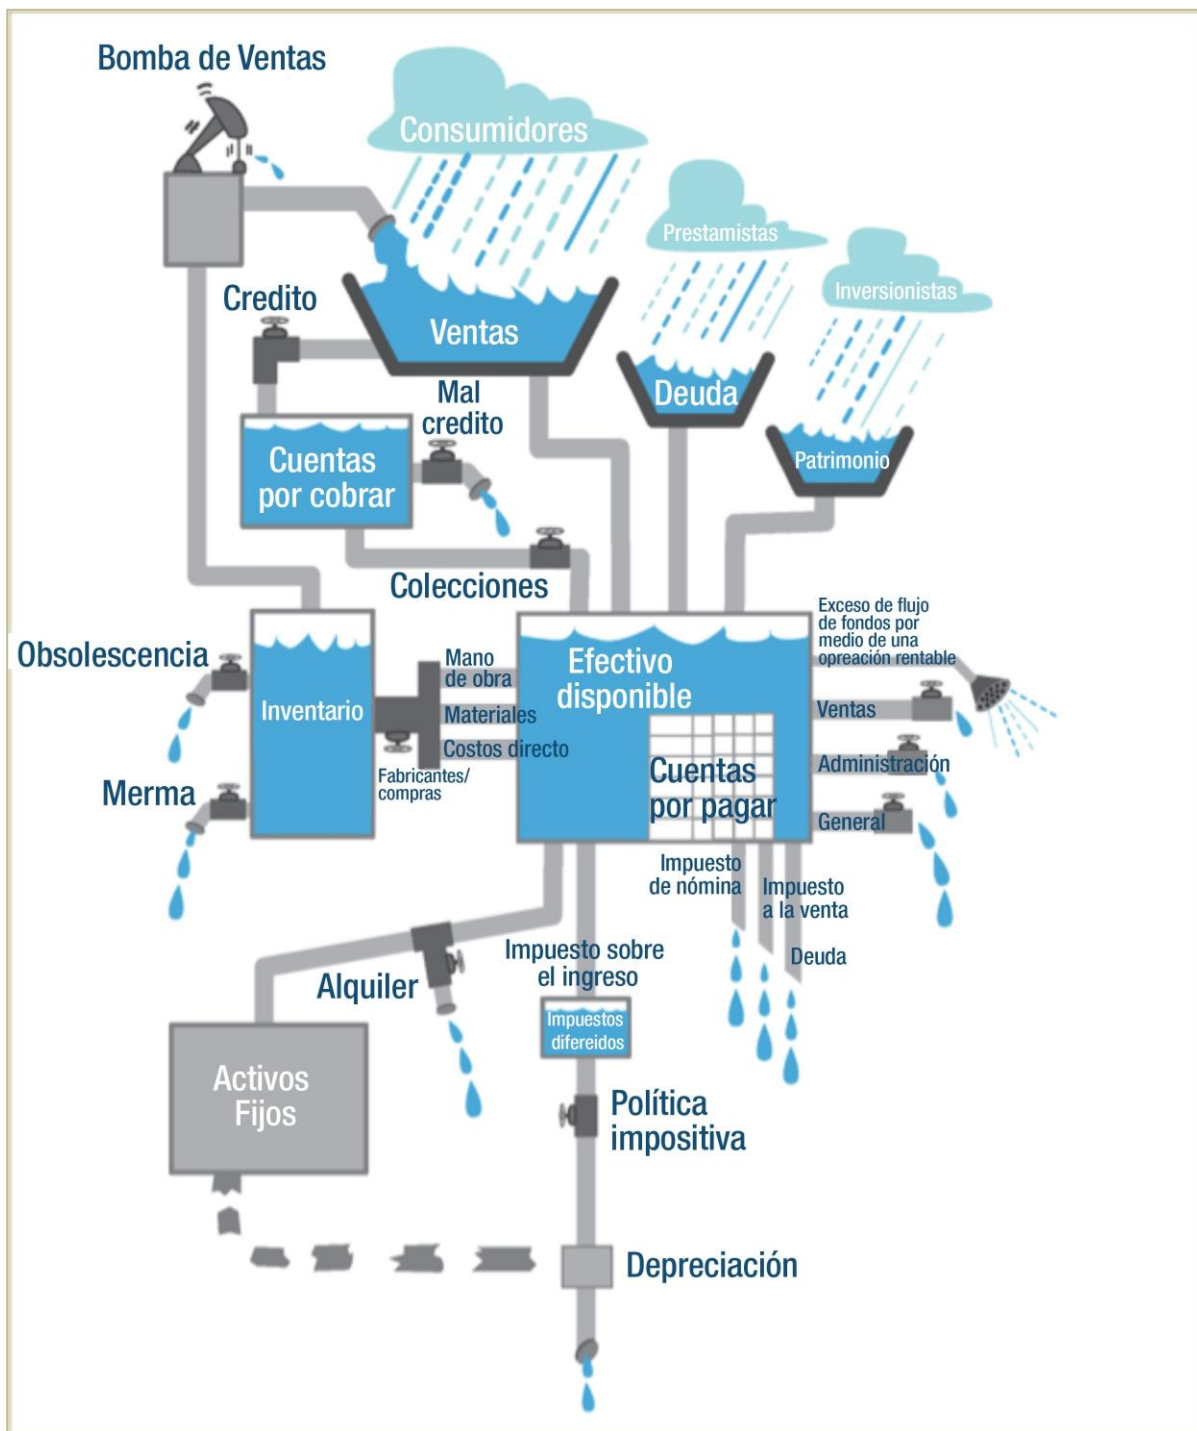 Bomba de Ventas
Consumidores
Prestamistas
Inversionistas
Credito
Ventas
Mal
credito
Deuda
Patrimonio
Cuentas
por cobrar
Colecciones
Exceso de flujo
de fondos por
medio de una
opreación rentable
Obsolescencia
Inventario
Mano
de obra
Materiales
Costos directo
Fabricantes/
compras
Efectivo
disponible
Cuentas
por pagar
Ventas
Administración
General
Merma
Impuesto
de nómina
Impuesto
a la venta
Deuda
Alquiler
Impuesto sobre
el ingreso
Impuestos
difereidos
Activos
Fijos
Política
impositiva
Depreciación